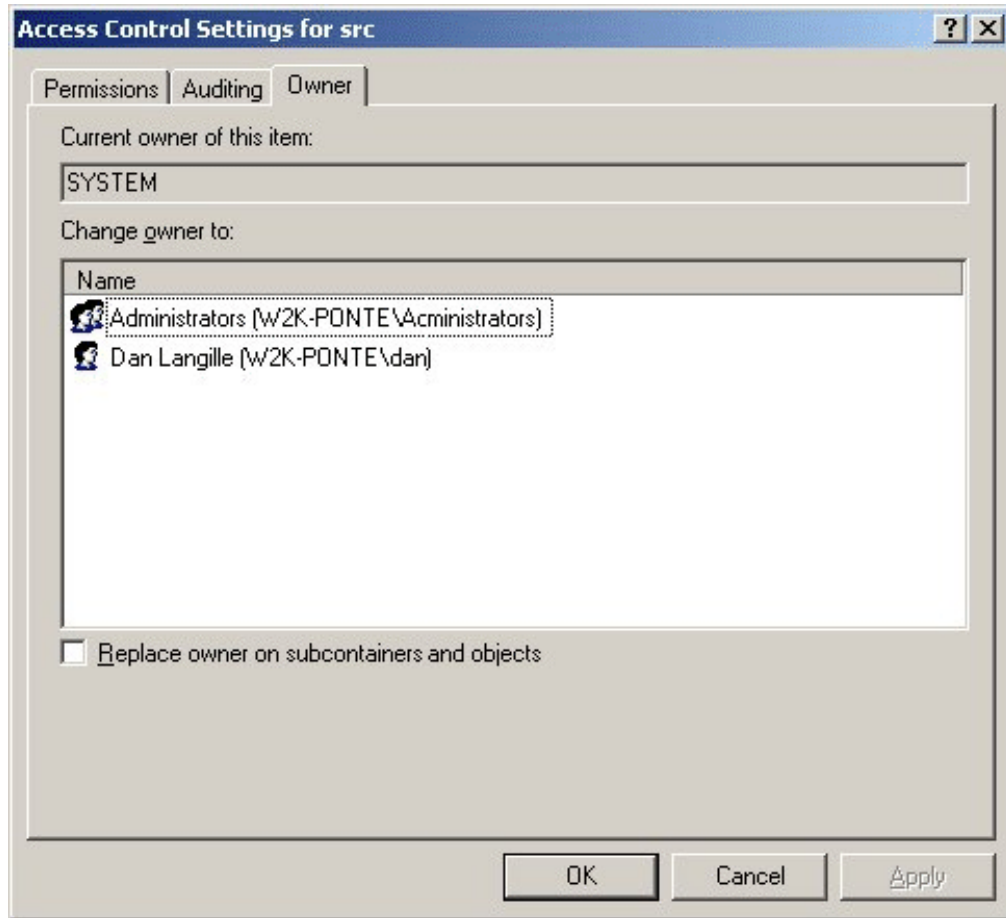 Access Control Settings for src
Permissions Auditing Owner
Current owner of this item:
SYSTEM
Change owner to:
Name
Administrators (W2K-PONTE\Acministrators)
Dan Langille (W2K-PONTE\dan)
Replace owner on subcontainers and objects
OK Cancel Apply